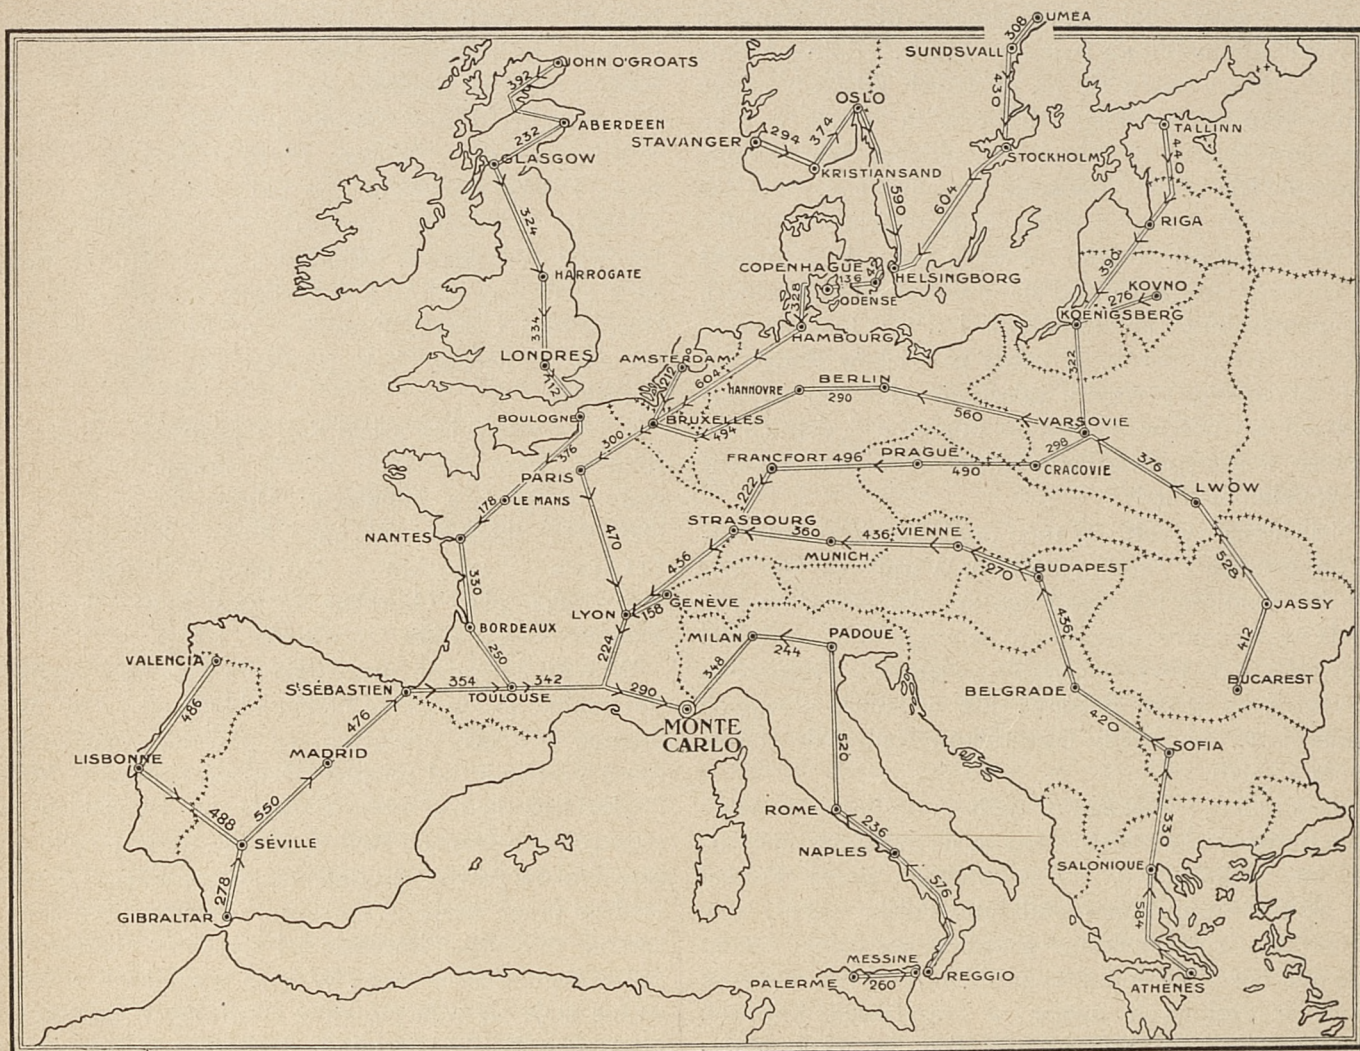 UMEA
308
SUNDSVALL
JOHN O'GROATS
392
430
OSLO
ABERDEEN
232
STAVANGER
294
374
TALLINN
440
GLASGOW
KRISTIANSAND
STOCKHOLM
324
590
604
RIGA
390
HARROGATE
COPENHAGUE
136
42
HELSINGBORG
ODENSE
328
KOVNO
276
KOENIGSBERG
334
HAMBOURG
322
LONDRES
112
AMSTERDAM
212
604
HANNOVRE
BERLIN
290
560
BOULOGNE
BRUXELLES
494
VARSOVIE
376
300
298
376
PARIS
FRANCFORT
496
PRAGUE
490
CRACOVIE
222
LWOW
178
LE MANS
NANTES
470
STRASBOURG
360
MUNICH
436
VIENNE
270
BUDAPEST
528
330
436
436
LYON
158
GENÈVE
JASSY
412
BORDEAUX
250
224
MILAN
244
PADOUE
348
VALENCIA
486
ST SÉBASTIEN
354
TOULOUSE
342
290
MONTE
CARLO
BELGRADE
420
BUCAREST
476
LISBONNE
MADRID
520
SOFIA
488
550
SÉVILLE
ROME
236
330
NAPLES
SALONIQUE
278
576
584
GIBRALTAR
MESSINE
PALERME
260
REGGIO
ATHÈNES